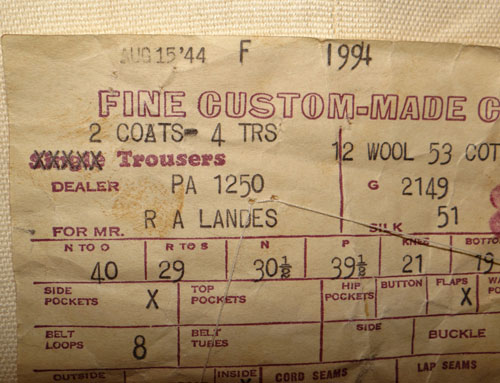 AUG 15 '44 F 1994
FINE CUSTOM-MADE C
2 COATS- 4 TRS
XXXXX Trousers 12 WOOL 53 COT
DEALER PA 1250 G 2149
FOR MR. R A LANDES SILK 51
N TO O R TO S N P KNEE BOTTO
40 29 30½ 39½ 21 19
SIDE POCKETS X TOP POCKETS HIP POCKETS BUTTON FLAPS X WA PO
BELT LOOPS 8 BELT TUBES SIDE BUCKLE
OUTSIDE INSIDE X CORD SEAMS LAP SEAMS